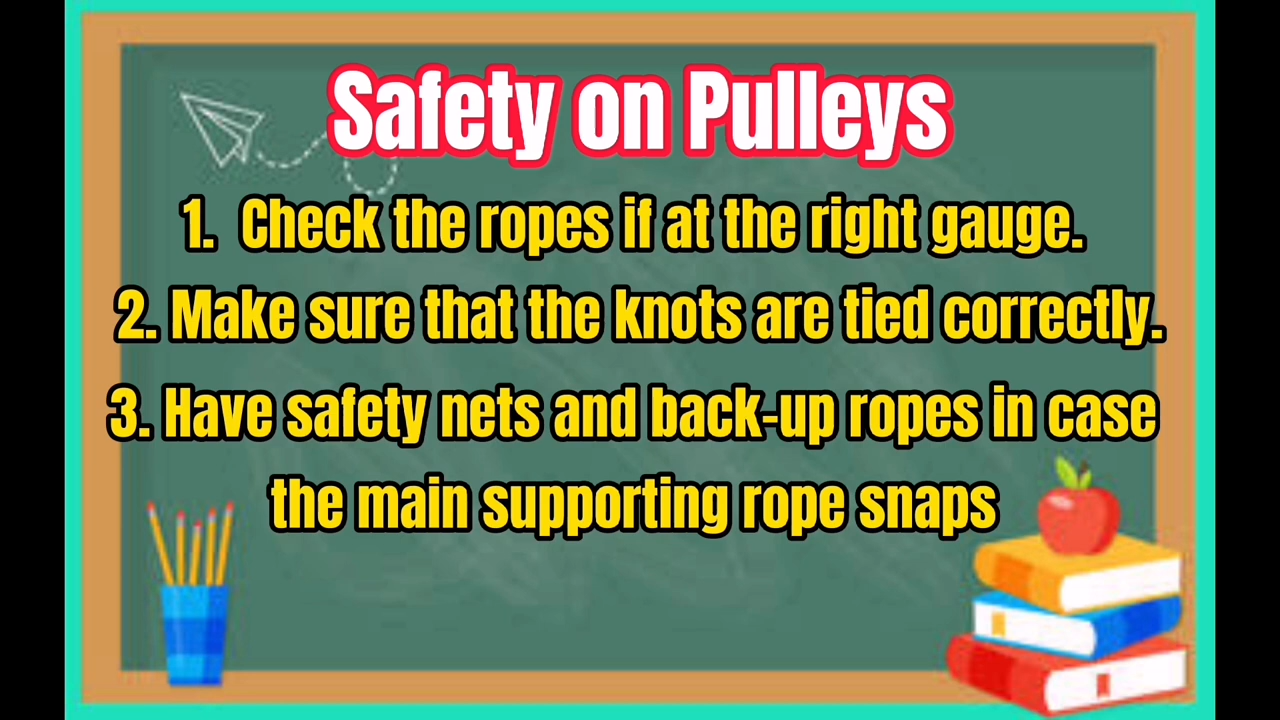 Safety on Pulleys
1. Check the ropes if at the right gauge.
2. Make sure that the knots are tied correctly.
3. Have safety nets and back-up ropes in case
the main supporting rope snaps